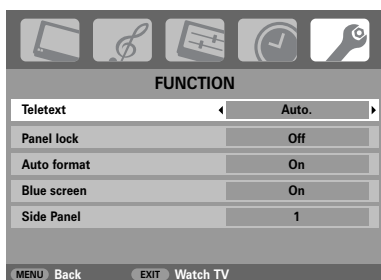 FUNCTION
Teletext Auto.
Panel lock Off
Auto format On
Blue screen On
Side Panel 1
MENU Back EXIT Watch TV